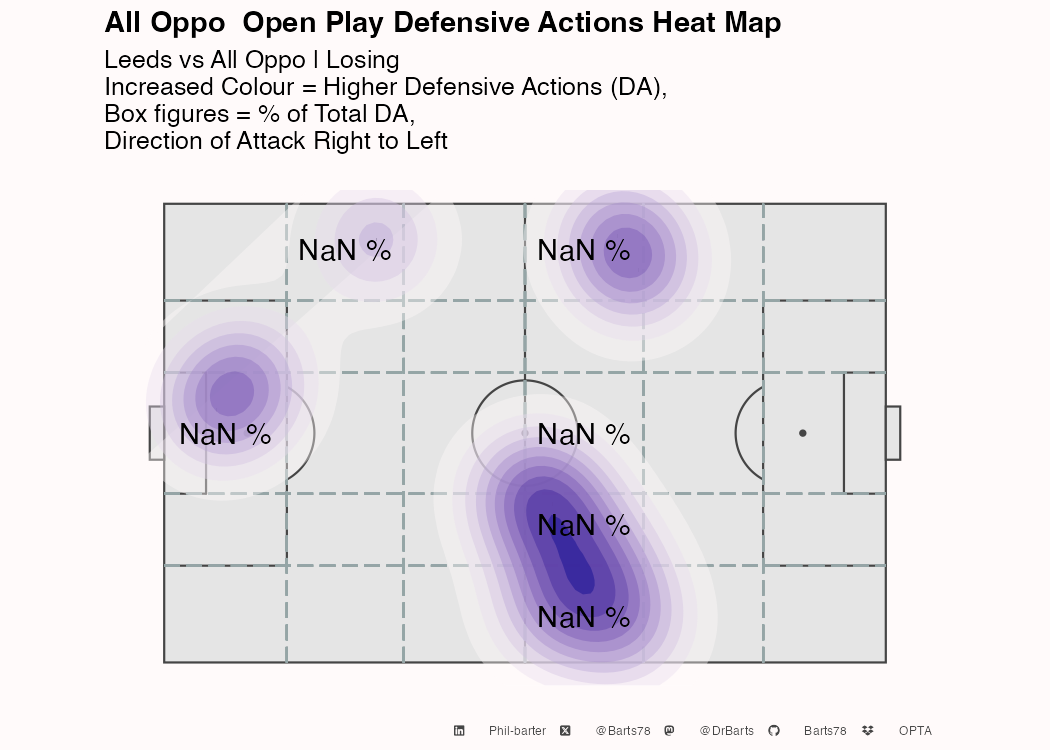 All Oppo  Open Play Defensive Actions Heat Map
Leeds vs All Oppo | Losing
Increased Colour = Higher Defensive Actions (DA),
Box figures = % of Total DA,
Direction of Attack Right to Left
NaN % NaN %
NaN % NaN %
NaN %
NaN %
Phil-barter @Barts78 @DrBarts Barts78 OPTA